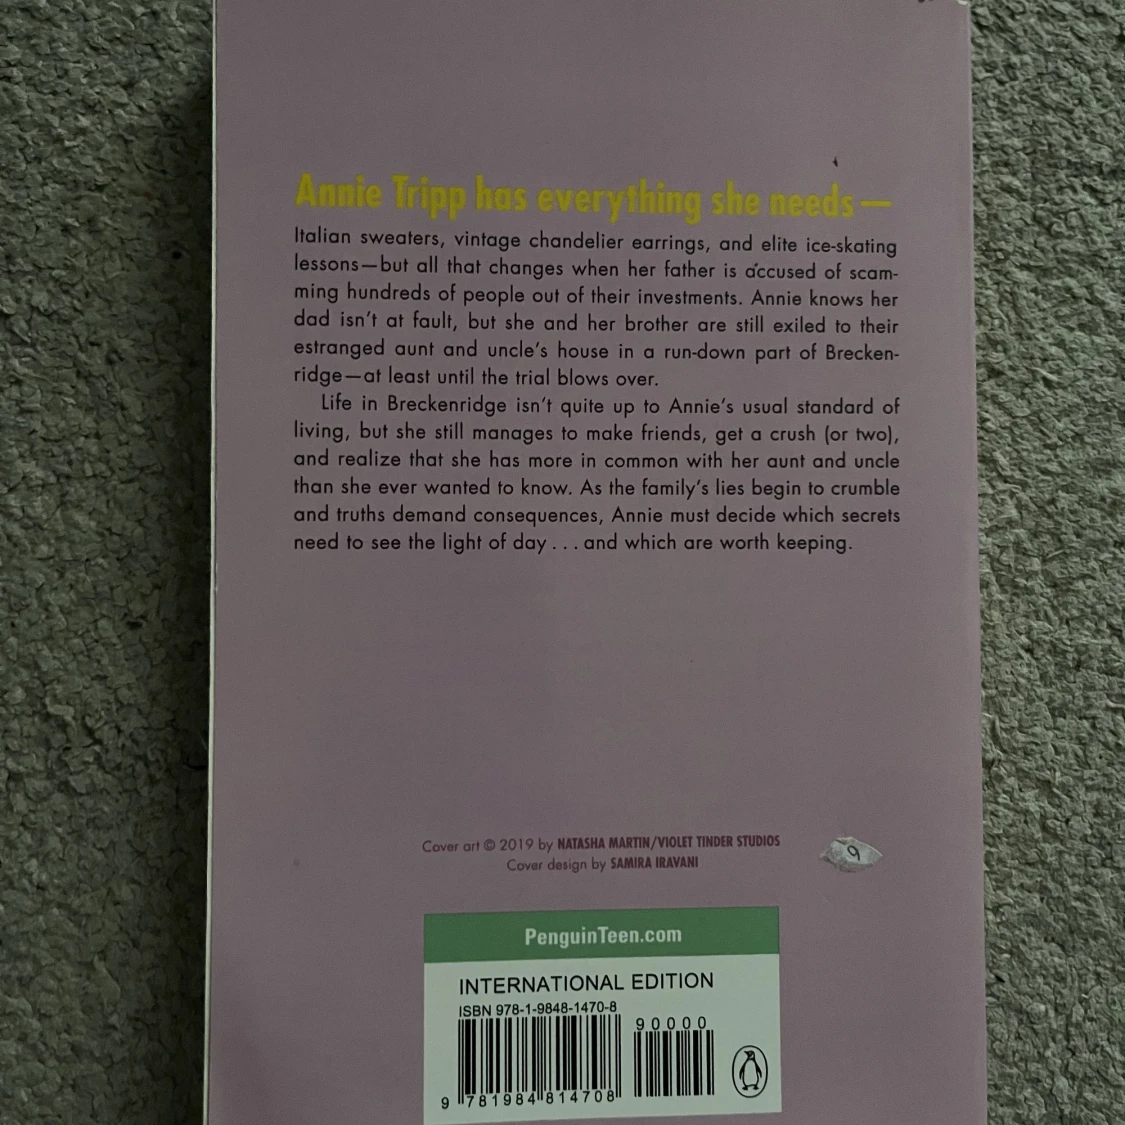 Annie Tripp has everything she needs—
Italian sweaters, vintage chandelier earrings, and elite ice-skating
lessons—but all that changes when her father is accused of scam-
ming hundreds of people out of their investments. Annie knows her
dad isn't at fault, but she and her brother are still exiled to their
estranged aunt and uncle's house in a run-down part of Brecken-
ridge—at least until the trial blows over.
Life in Breckenridge isn't quite up to Annie's usual standard of
living, but she still manages to make friends, get a crush (or two),
and realize that she has more in common with her aunt and uncle
than she ever wanted to know. As the family's lies begin to crumble
and truths demand consequences, Annie must decide which secrets
need to see the light of day . . . and which are worth keeping.
Cover art © 2019 by NATASHA MARTIN/VIOLET TINDER STUDIOS
Cover design by SAMIRA IRAVANI
9
PenguinTeen.com
INTERNATIONAL EDITION
ISBN 978-1-9848-1470-8
90000
9 781984 814708